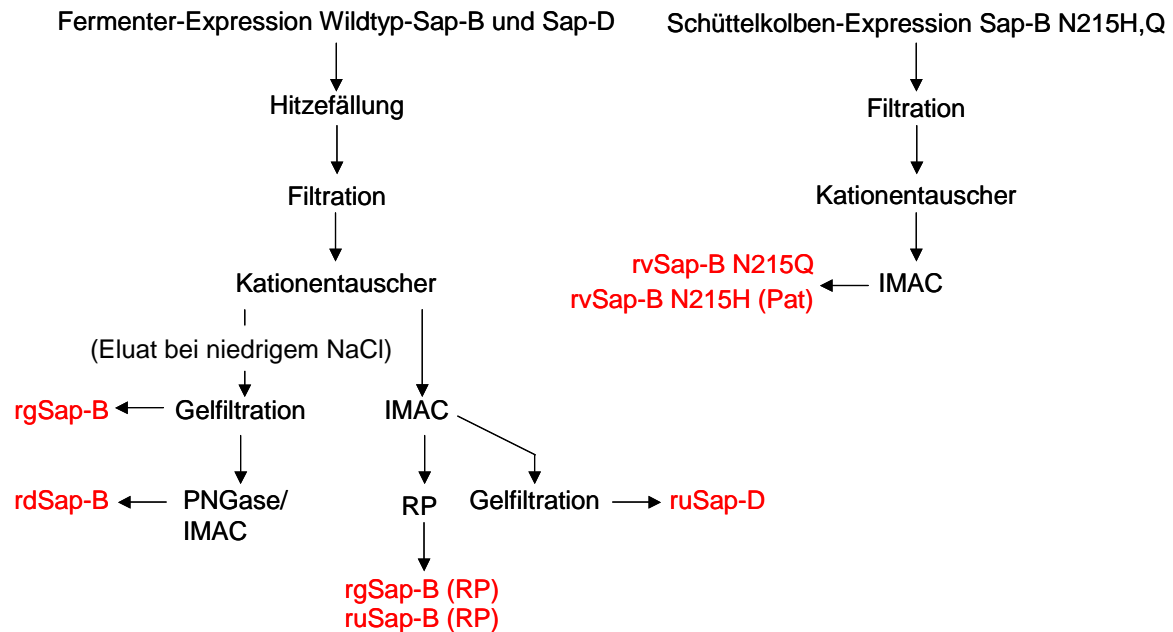 Fermenter-Expression Wildtyp-Sap-B und Sap-D
Hitzefällung
Filtration
Kationentauscher
(Eluat bei niedrigem NaCl)
rgSap-B
Gelfiltration
IMAC
rdSap-B
PNGase/
IMAC
RP
Gelfiltration
ruSap-D
rgSap-B (RP)
ruSap-B (RP)
Schüttelkolben-Expression Sap-B N215H,Q
Filtration
Kationentauscher
rvSap-B N215Q
rvSap-B N215H (Pat)
IMAC